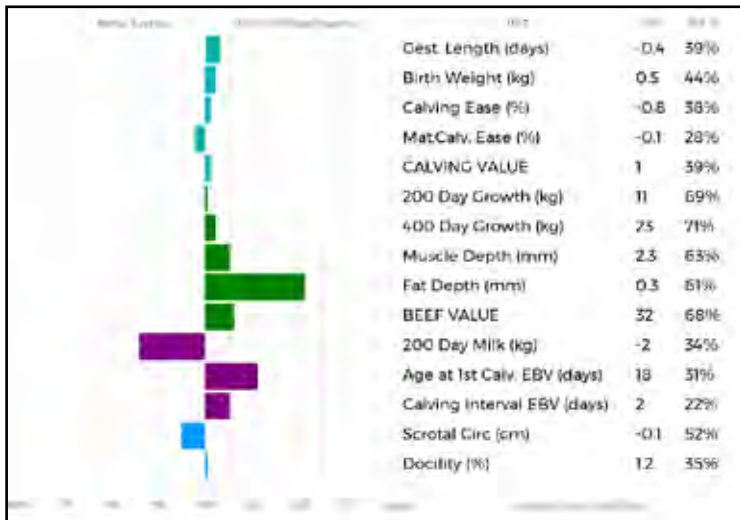 Gest. Length (days) -0.4 39%
Birth Weight (kg) 0.5 44%
Calving Ease (%) -0.8 38%
Mat.Calv. Ease (%) -0.1 28%
CALVING VALUE 1 39%
200 Day Growth (kg) 11 69%
400 Day Growth (kg) 23 71%
Muscle Depth (mm) 2.3 63%
Fat Depth (mm) 0.3 61%
BEEF VALUE 32 68%
200 Day Milk (kg) -2 34%
Age at 1st Calv. EBV (days) 18 31%
Calving Interval EBV (days) 2 22%
Scrotal Circ (cm) -0.1 52%
Docility (%) 35%